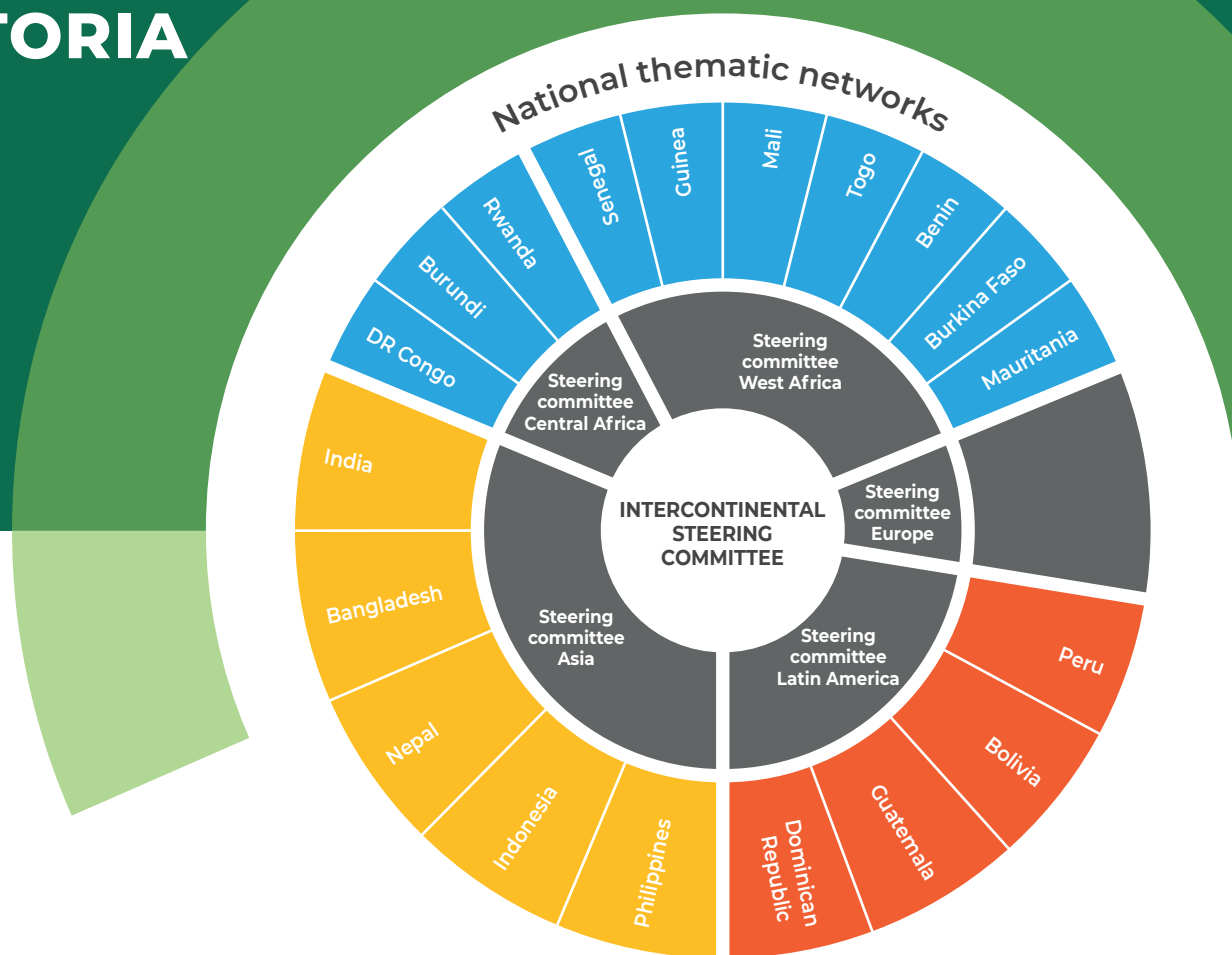 TORIA
National thematic networks
Senegal
Guinea
Mali
Togo
Benin
Burkina Faso
Mauritania
Rwanda
Burundi
DR Congo
Steering
committee
West Africa
Steering
committee
Central Africa
India
INTERCONTINENTAL
STEERING
COMMITTEE
Steering
committee
Europe
Bangladesh
Steering
committee
Asia
Steering
committee
Latin America
Peru
Nepal
Bolivia
Indonesia
Guatemala
Philippines
Dominican
Republic